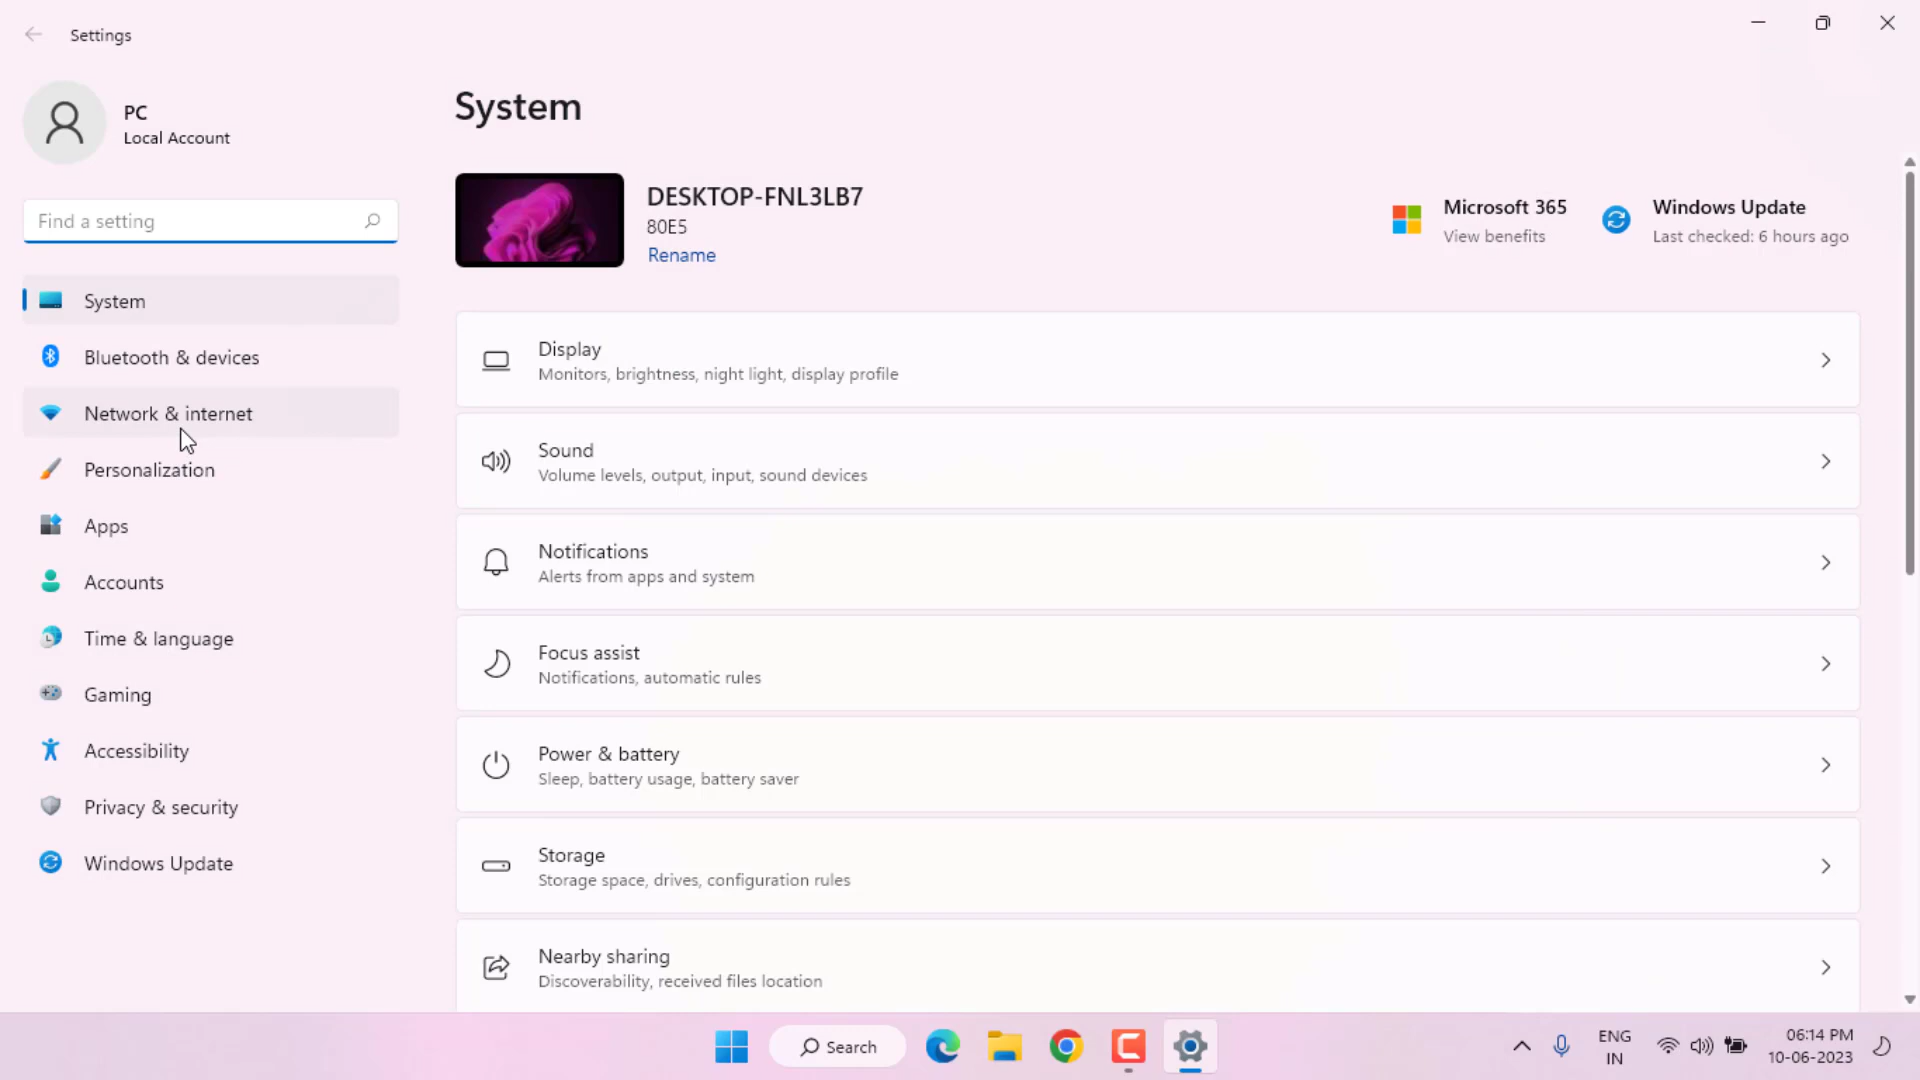 Settings
PC
Local Account
Find a setting
System
Bluetooth & devices
Network & internet
Personalization
Apps
Accounts
Time & language
Gaming
Accessibility
Privacy & security
Windows Update
System
DESKTOP-FNL3LB7
80E5
Rename
Microsoft 365
View benefits
Windows Update
Last checked: 6 hours ago
Display
Monitors, brightness, night light, display profile
Sound
Volume levels, output, input, sound devices
Notifications
Alerts from apps and system
Focus assist
Notifications, automatic rules
Power & battery
Sleep, battery usage, battery saver
Storage
Storage space, drives, configuration rules
Nearby sharing
Discoverability, received files location
Search
ENG
IN
06:14 PM
10-06-2023